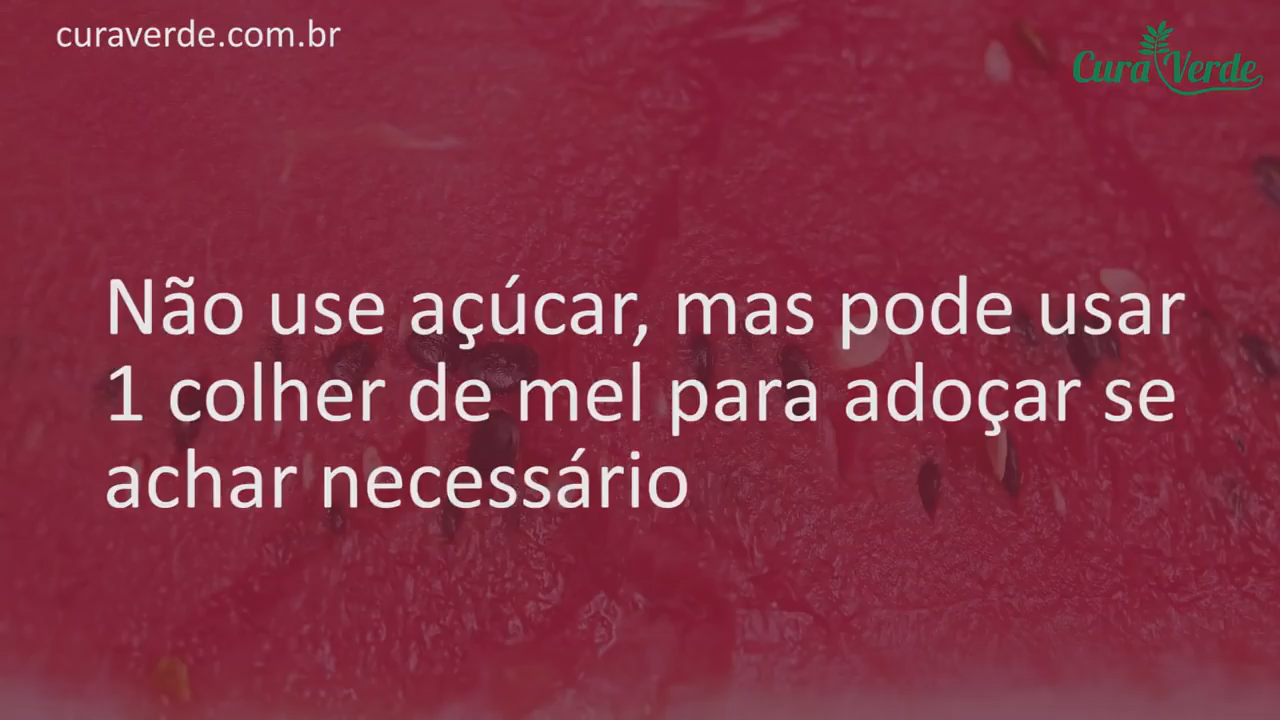 curaverde.com.br
Cura Verde
Não use açúcar, mas pode usar
1 colher de mel para adoçar se
achar necessário